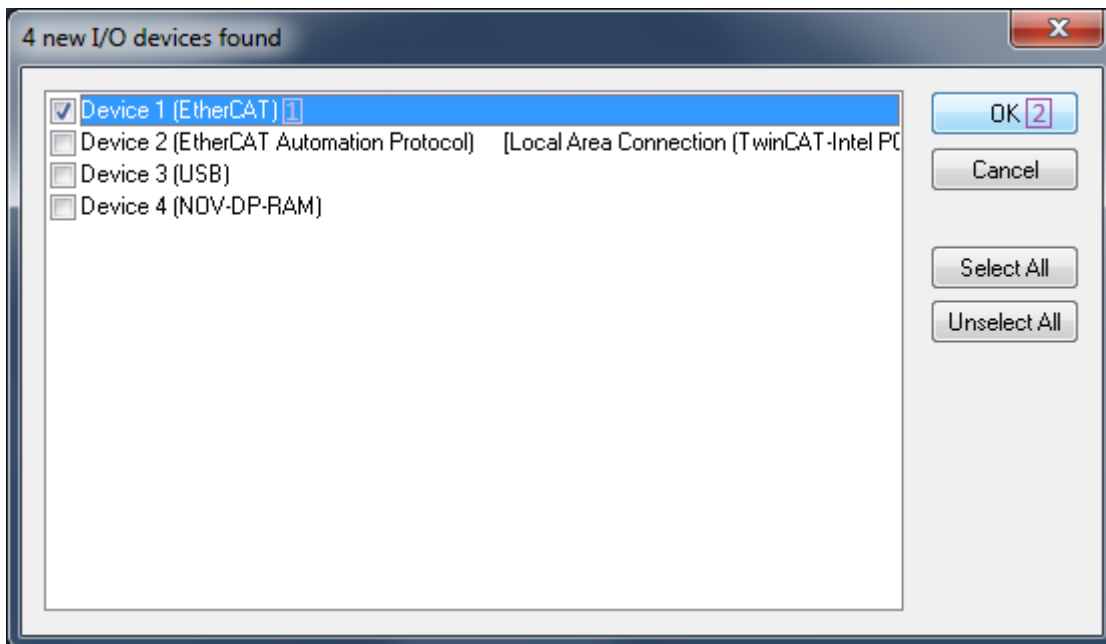 4 new I/O devices found
Device 1 (EtherCAT) 1
Device 2 (EtherCAT Automation Protocol) [Local Area Connection (TwinCAT-Intel
Device 3 (USB)
Device 4 (NOV-DP-RAM)
OK 2
Cancel
Select All
Unselect All